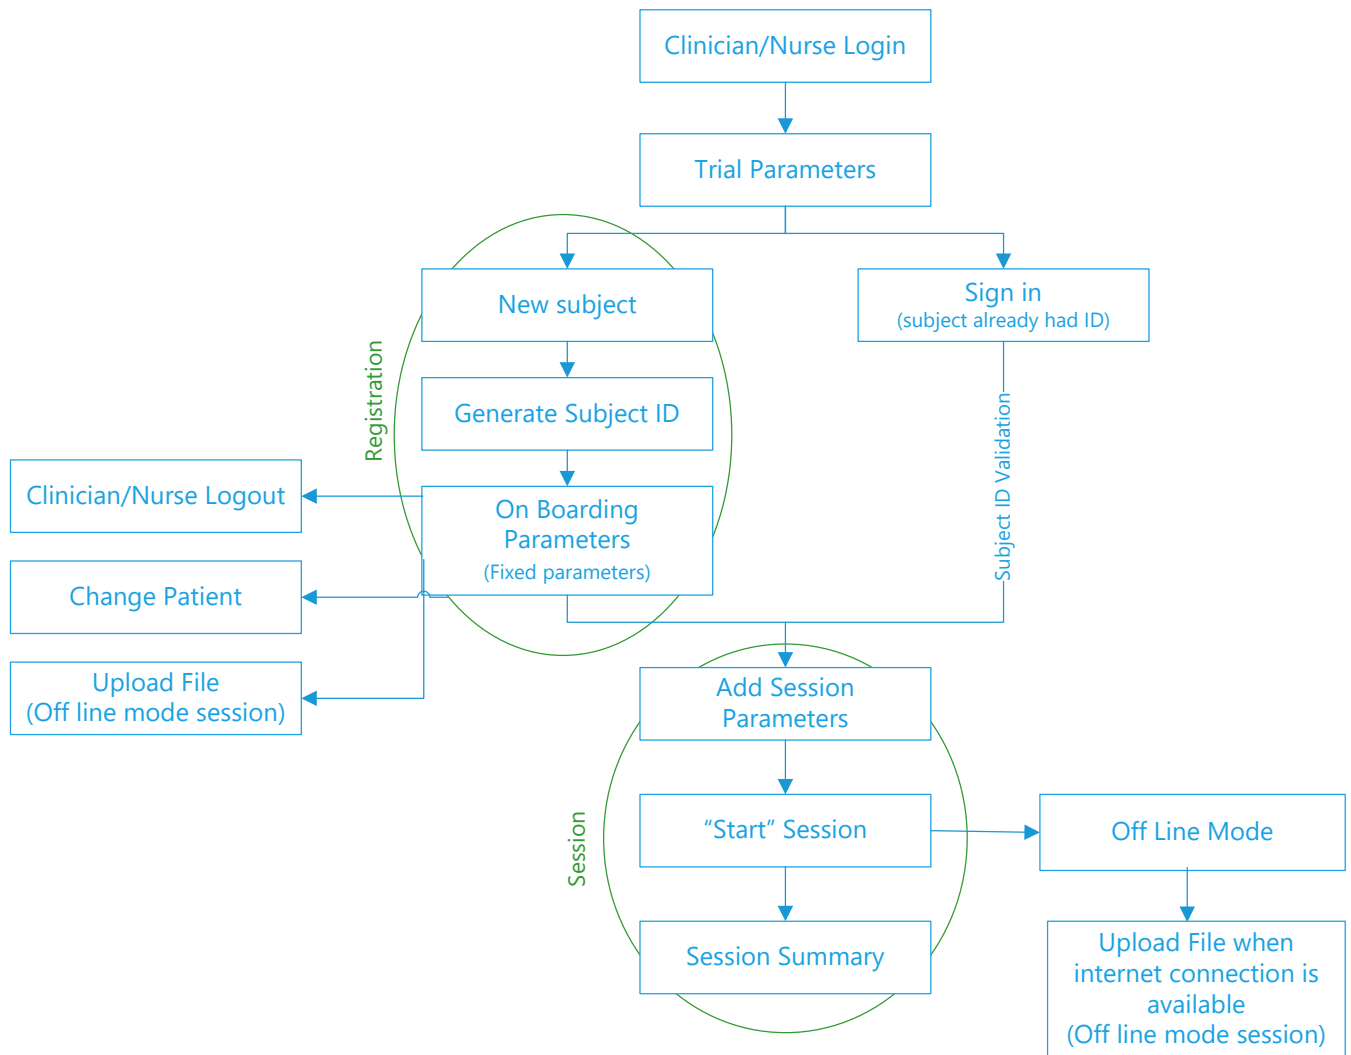 Clinician/Nurse Login
Trial Parameters
New subject
Sign in
(subject already had ID)
Registration
Generate Subject ID
Subject ID Validation
Clinician/Nurse Logout
On Boarding
Parameters
(Fixed parameters)
Change Patient
Upload File
(Off line mode session)
Add Session
Parameters
Session
“Start” Session
Off Line Mode
Session Summary
Upload File when
internet connection is
available
(Off line mode session)